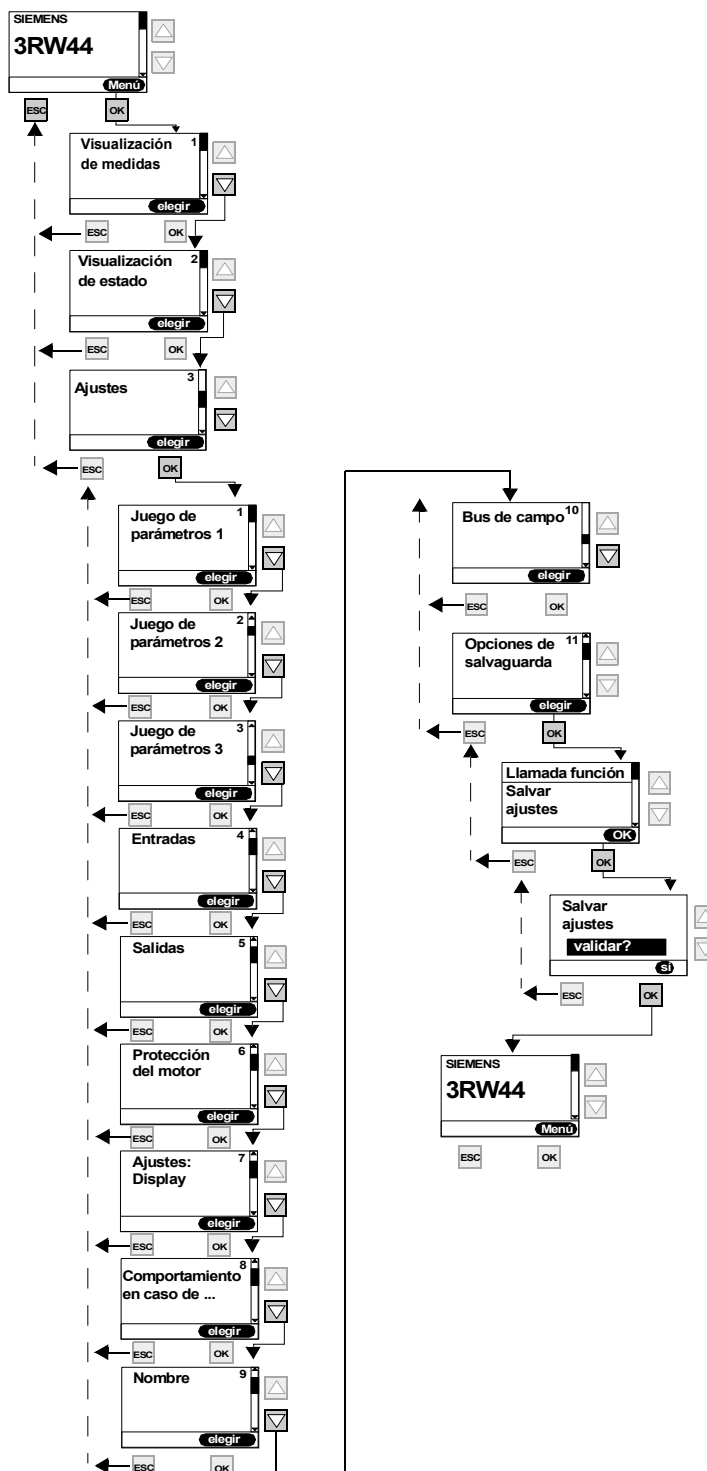 SIEMENS
3RW44
Menú
ESC
OK
Visualización
de medidas
1
elegir
ESC
OK
Visualización
de estado
2
elegir
ESC
OK
Ajustes
3
elegir
ESC
OK
Juego de
parámetros 1
1
elegir
ESC
OK
Juego de
parámetros 2
2
elegir
ESC
OK
Juego de
parámetros 3
3
elegir
ESC
OK
Entradas
4
elegir
ESC
OK
Salidas
5
elegir
ESC
OK
Protección
del motor
6
elegir
ESC
OK
Ajustes:
Display
7
elegir
ESC
OK
Comportamiento
en caso de ...
8
elegir
ESC
OK
Nombre
9
elegir
ESC
OK
Bus de campo
10
elegir
ESC
OK
Opciones de
salvaguarda
11
elegir
ESC
OK
Llamada función
Salvar
ajustes
OK
ESC
OK
Salvar
ajustes
validar?
si
ESC
OK
SIEMENS
3RW44
Menú
ESC
OK